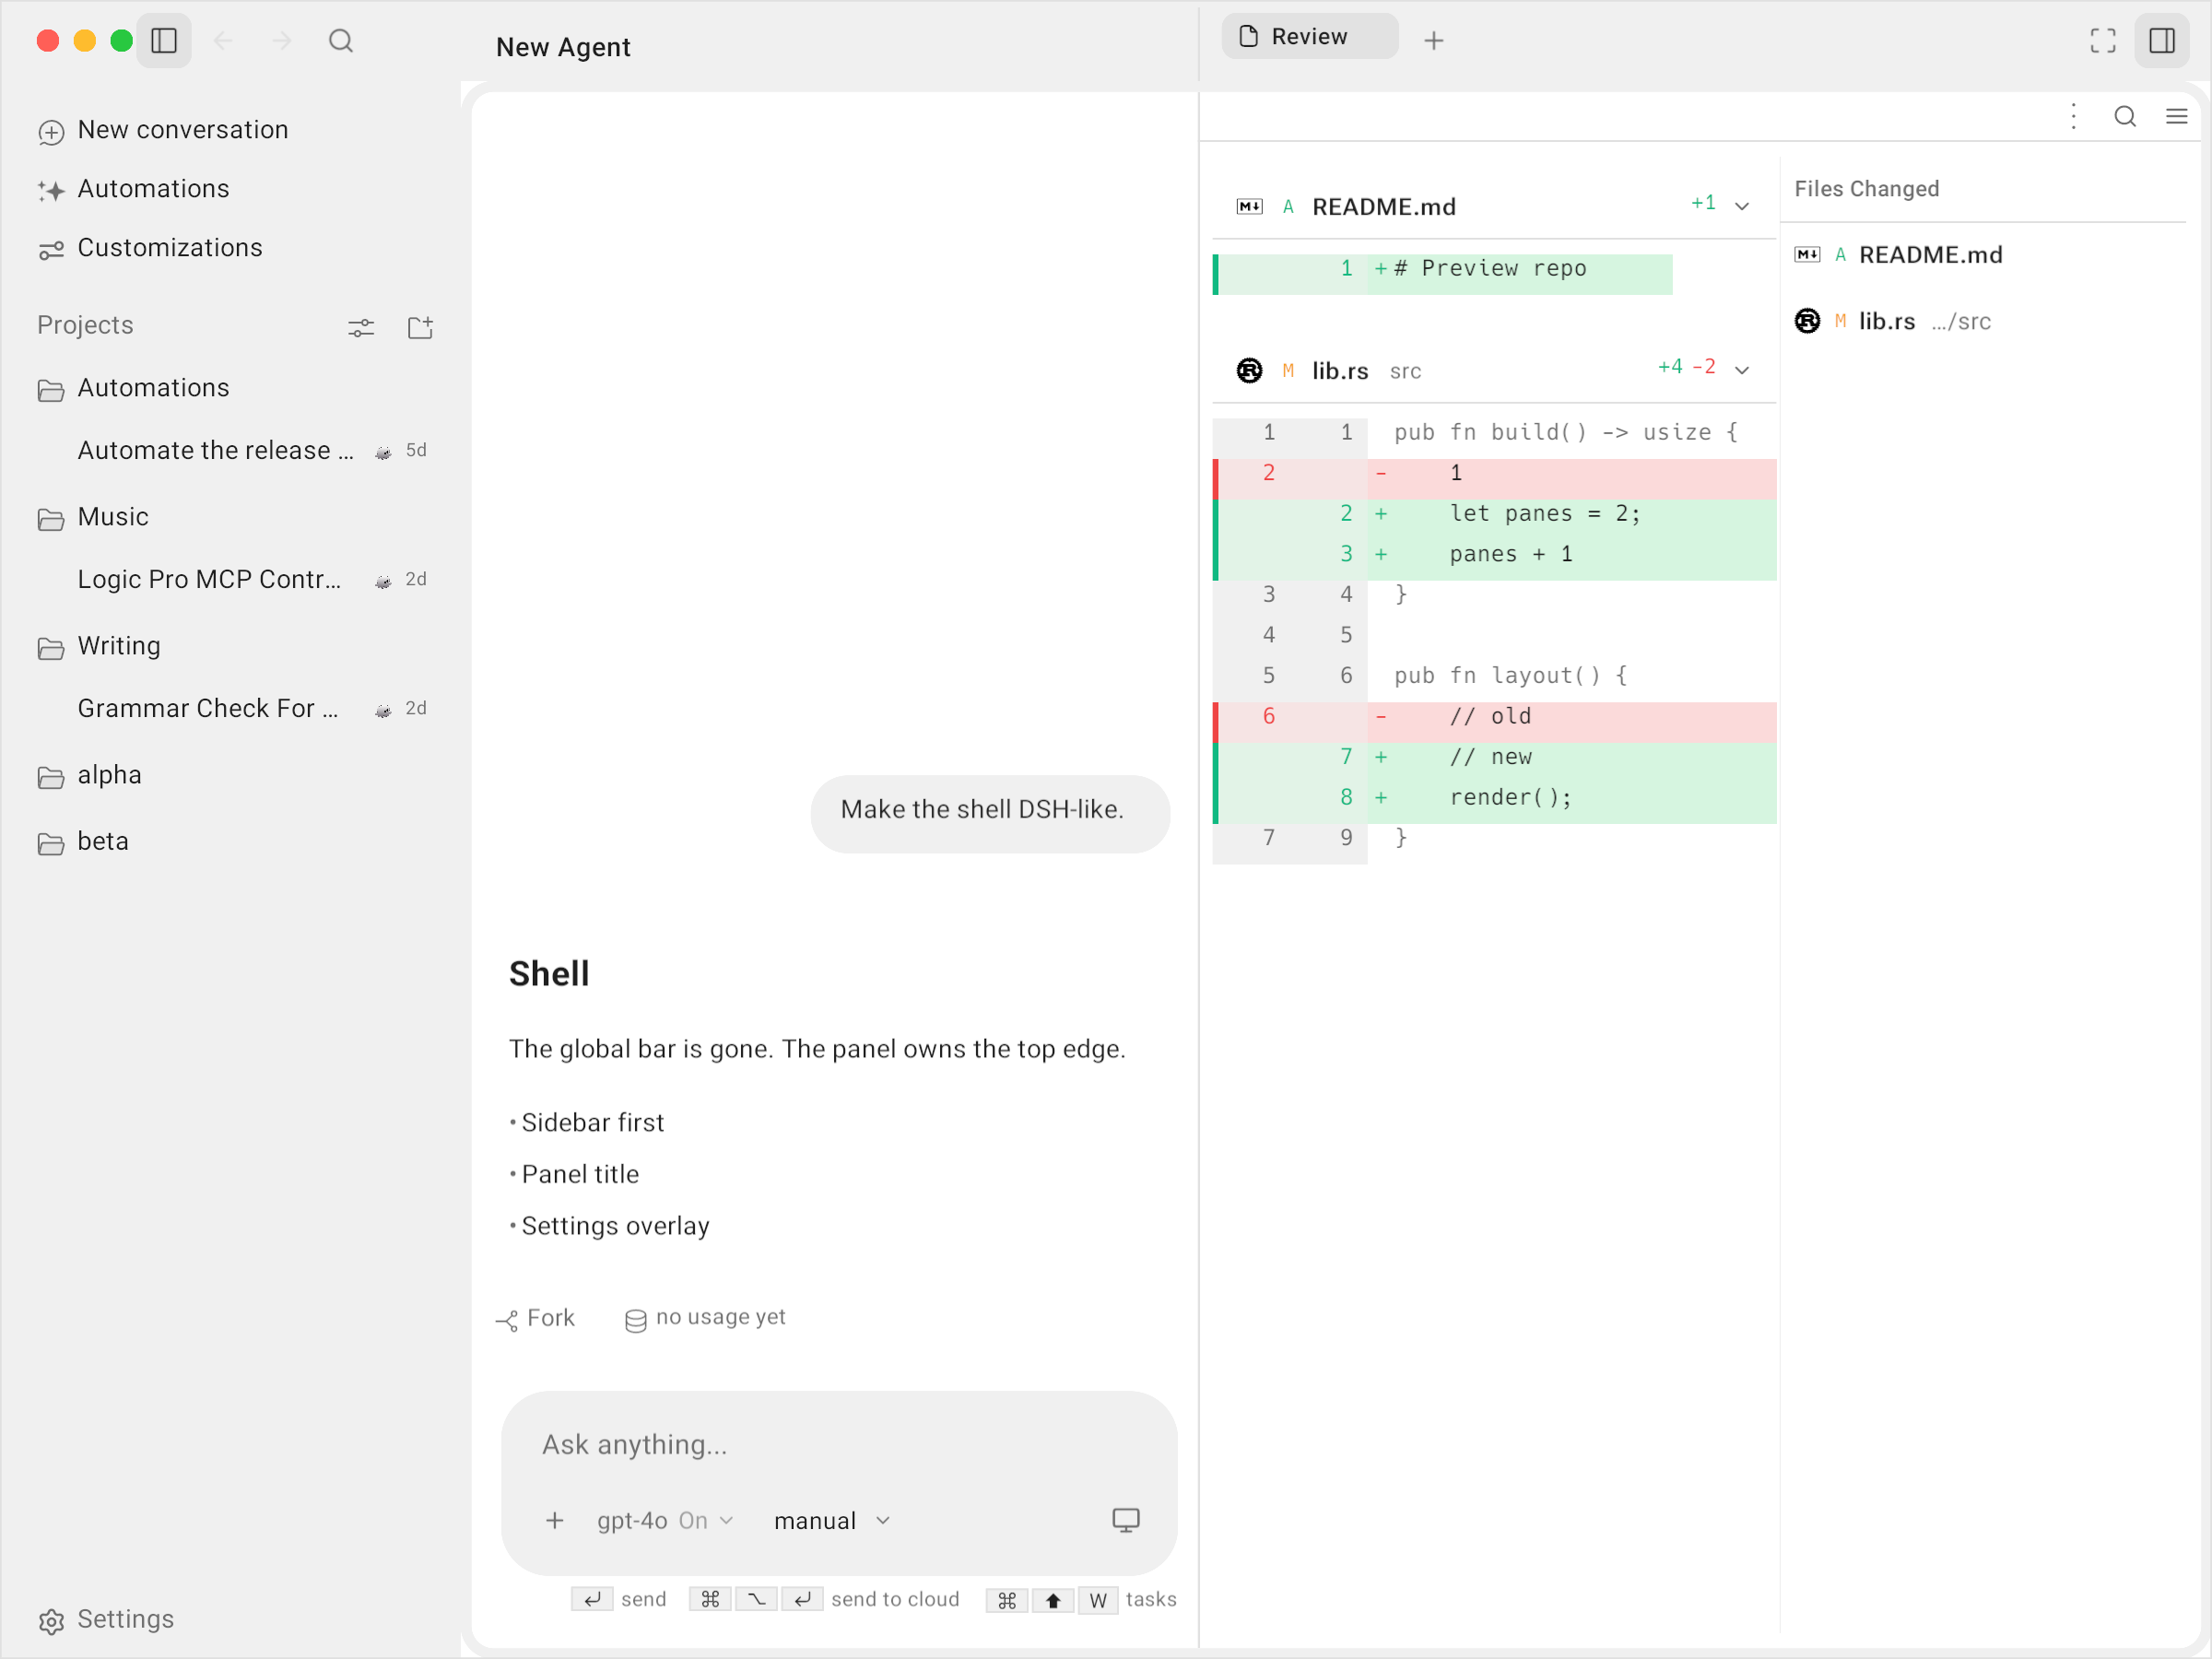 New Agent
Review
New conversation
Automations
Customizations
Projects
Automations
Automate the release ... 5d
Music
Logic Pro MCP Contr... 2d
Writing
Grammar Check For ... 2d
alpha
beta
Settings
Make the shell DSH-like.
Shell
The global bar is gone. The panel owns the top edge.
• Sidebar first
• Panel title
• Settings overlay
Fork no usage yet
Ask anything...
+ gpt-4o On manual
send ⌘ ⌥ send to cloud ⌘ W tasks
M↓ A README.md +1
1 + # Preview repo
R M lib.rs src +4 -2
1 1 pub fn build() -> usize {
2 - 1
2 + let panes = 2;
3 + panes + 1
3 4 }
4 5
5 6 pub fn layout() {
6 - // old
7 + // new
8 + render();
7 9 }
Files Changed
M↓ A README.md
R M lib.rs .../src